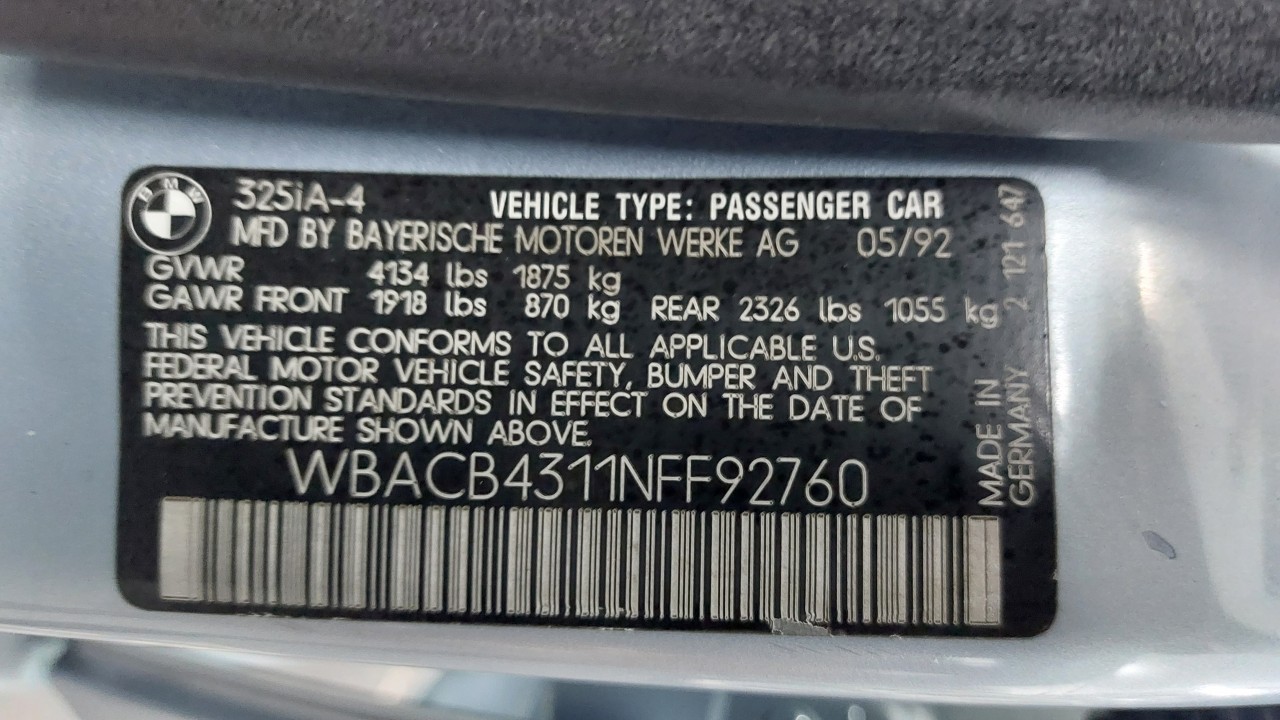 BMW
325iA-4 VEHICLE TYPE: PASSENGER CAR
MFD BY BAYERISCHE MOTOREN WERKE AG 05/92
GVWR 4134 lbs 1875 kg
GAWR FRONT 1918 lbs 870 kg REAR 2326 lbs 1055 kg
THIS VEHICLE CONFORMS TO ALL APPLICABLE U.S.
FEDERAL MOTOR VEHICLE SAFETY, BUMPER AND THEFT
PREVENTION STANDARDS IN EFFECT ON THE DATE OF
MANUFACTURE SHOWN ABOVE.
WBACB4311NFF92760
MADE IN
GERMANY 2 121 647